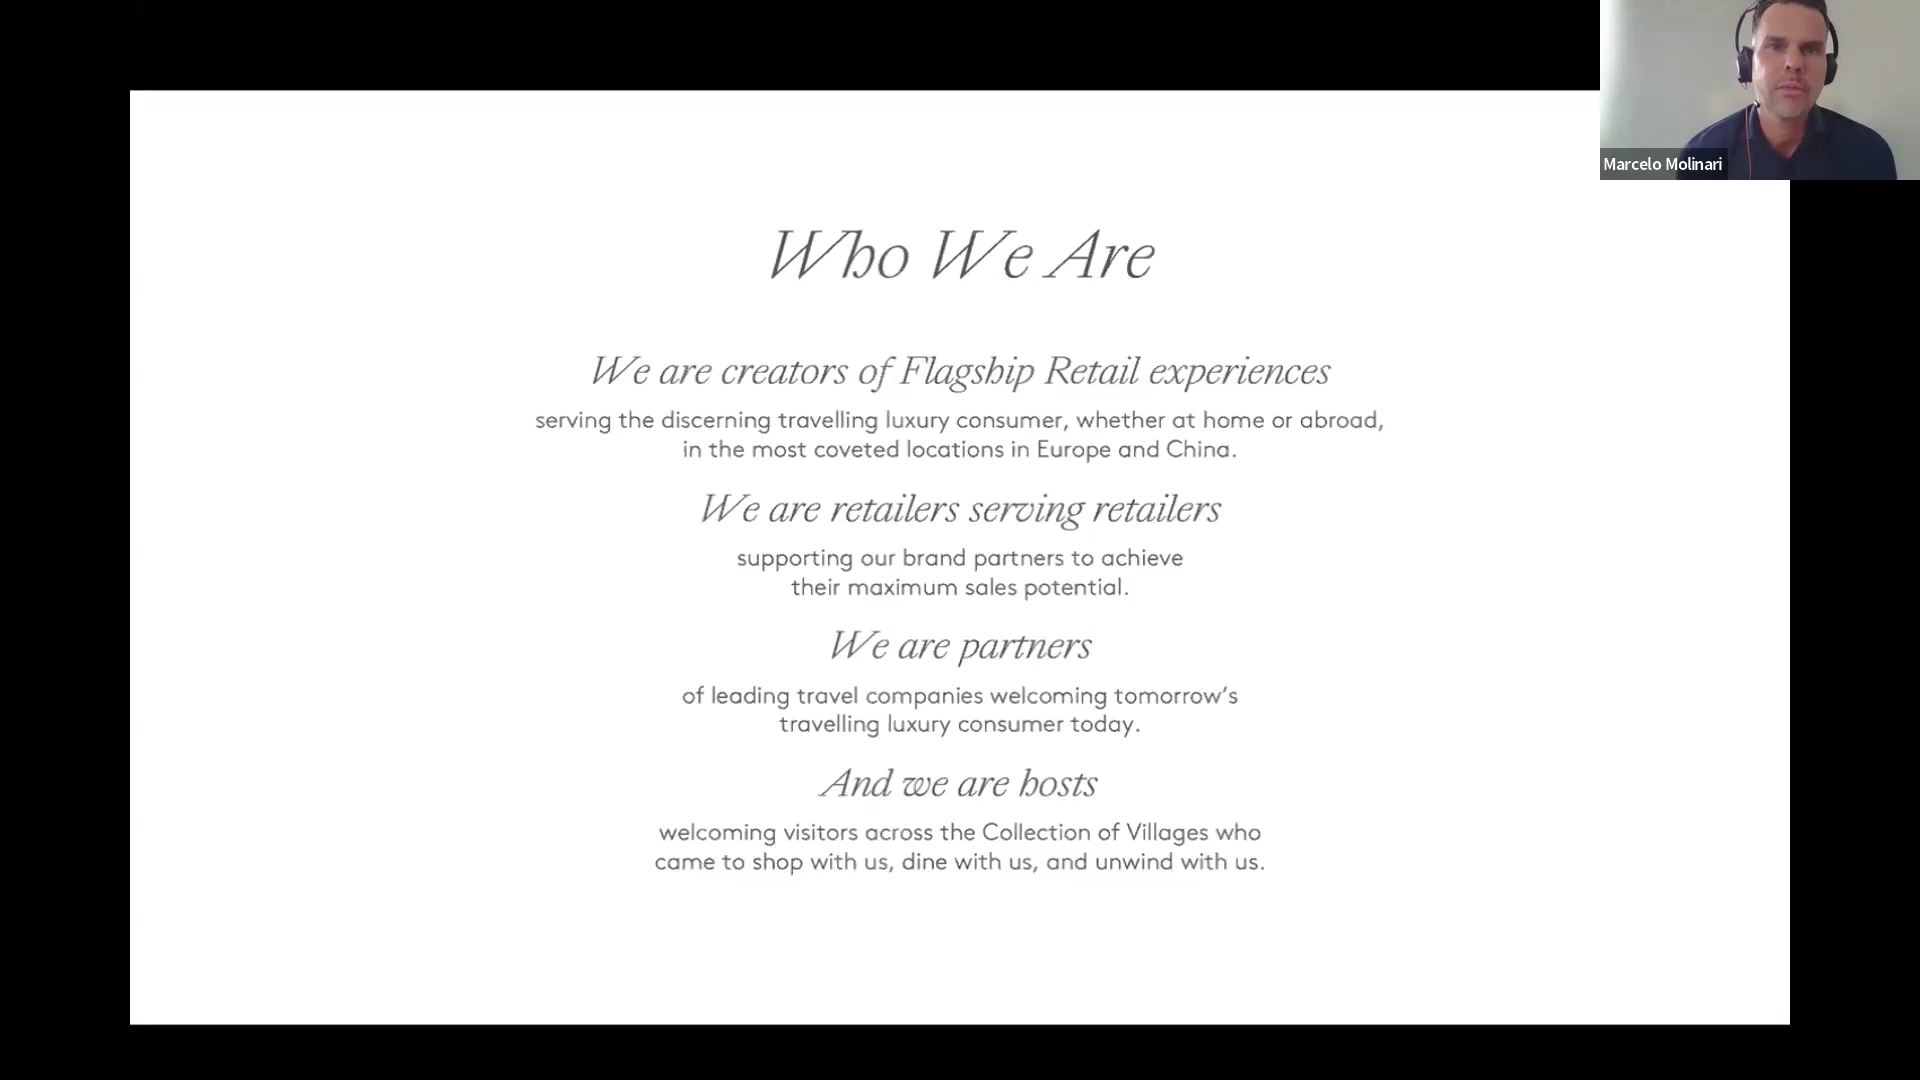 Marcelo Molinari
Who We Are
We are creators of Flagship Retail experiences
serving the discerning travelling luxury consumer, whether at home or abroad,
in the most coveted locations in Europe and China.
We are retailers serving retailers
supporting our brand partners to achieve
their maximum sales potential.
We are partners
of leading travel companies welcoming tomorrow’s
travelling luxury consumer today.
And we are hosts
welcoming visitors across the Collection of Villages who
came to shop with us, dine with us, and unwind with us.